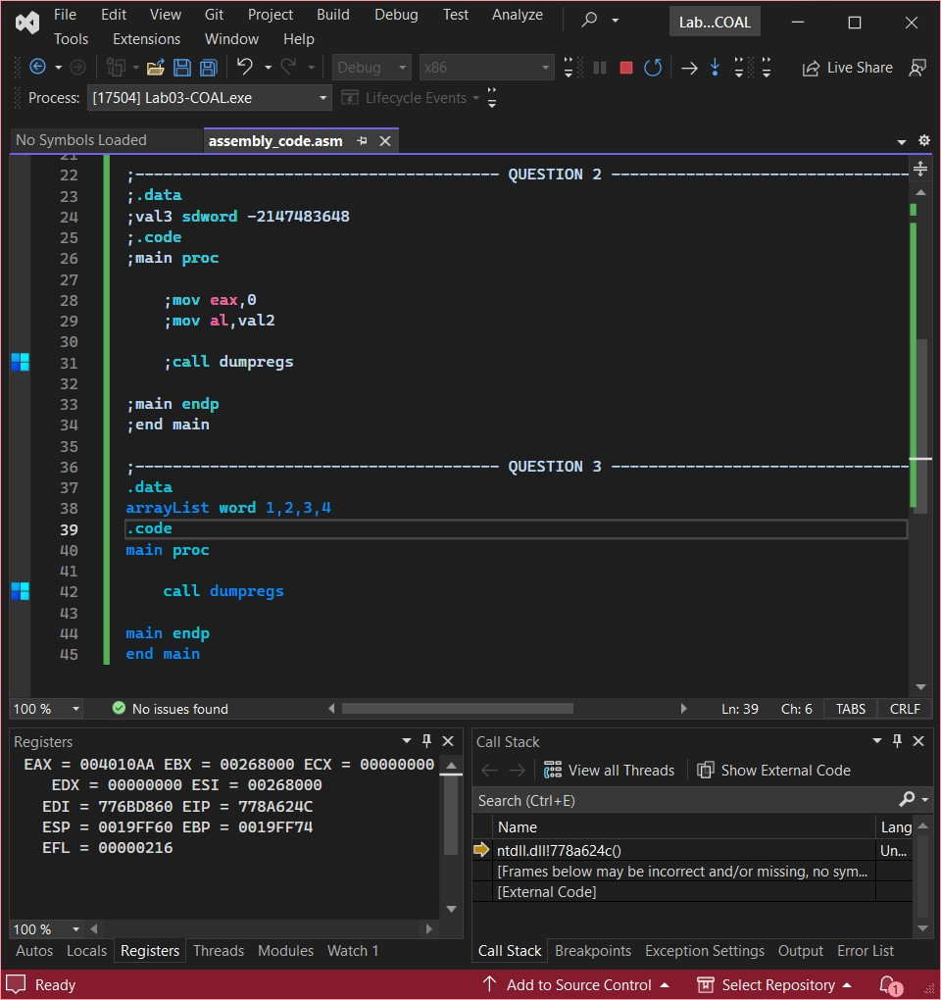 File Edit View Git Project Build Debug Test Analyze Lab...COAL
Tools Extensions Window Help
Debug x86 Live Share
Process: [17504] Lab03-COAL.exe Lifecycle Events
No Symbols Loaded assembly_code.asm
21
22 ;--------------------------------------- QUESTION 2 --------------------------------
23 ;.data
24 ;val3 sdword -2147483648
25 ;.code
26 ;main proc
27
28 ;mov eax,0
29 ;mov al,val2
30
31 ;call dumpregs
32
33 ;main endp
34 ;end main
35
36 ;--------------------------------------- QUESTION 3 --------------------------------
37 .data
38 arrayList word 1,2,3,4
39 .code
40 main proc
41
42 call dumpregs
43
44 main endp
45 end main
100 % No issues found Ln: 39 Ch: 6 TABS CRLF
Registers
EAX = 004010AA EBX = 00268000 ECX = 00000000
EDX = 00000000 ESI = 00268000
EDI = 776BD860 EIP = 778A624C
ESP = 0019FF60 EBP = 0019FF74
EFL = 00000216
100 %
Autos Locals Registers Threads Modules Watch 1
Call Stack
View all Threads Show External Code
Search (Ctrl+E)
Name Lang
ntdll.dll!778a624c() Un...
[Frames below may be incorrect and/or missing, no sym...
[External Code]
Call Stack Breakpoints Exception Settings Output Error List
Ready Add to Source Control Select Repository 1